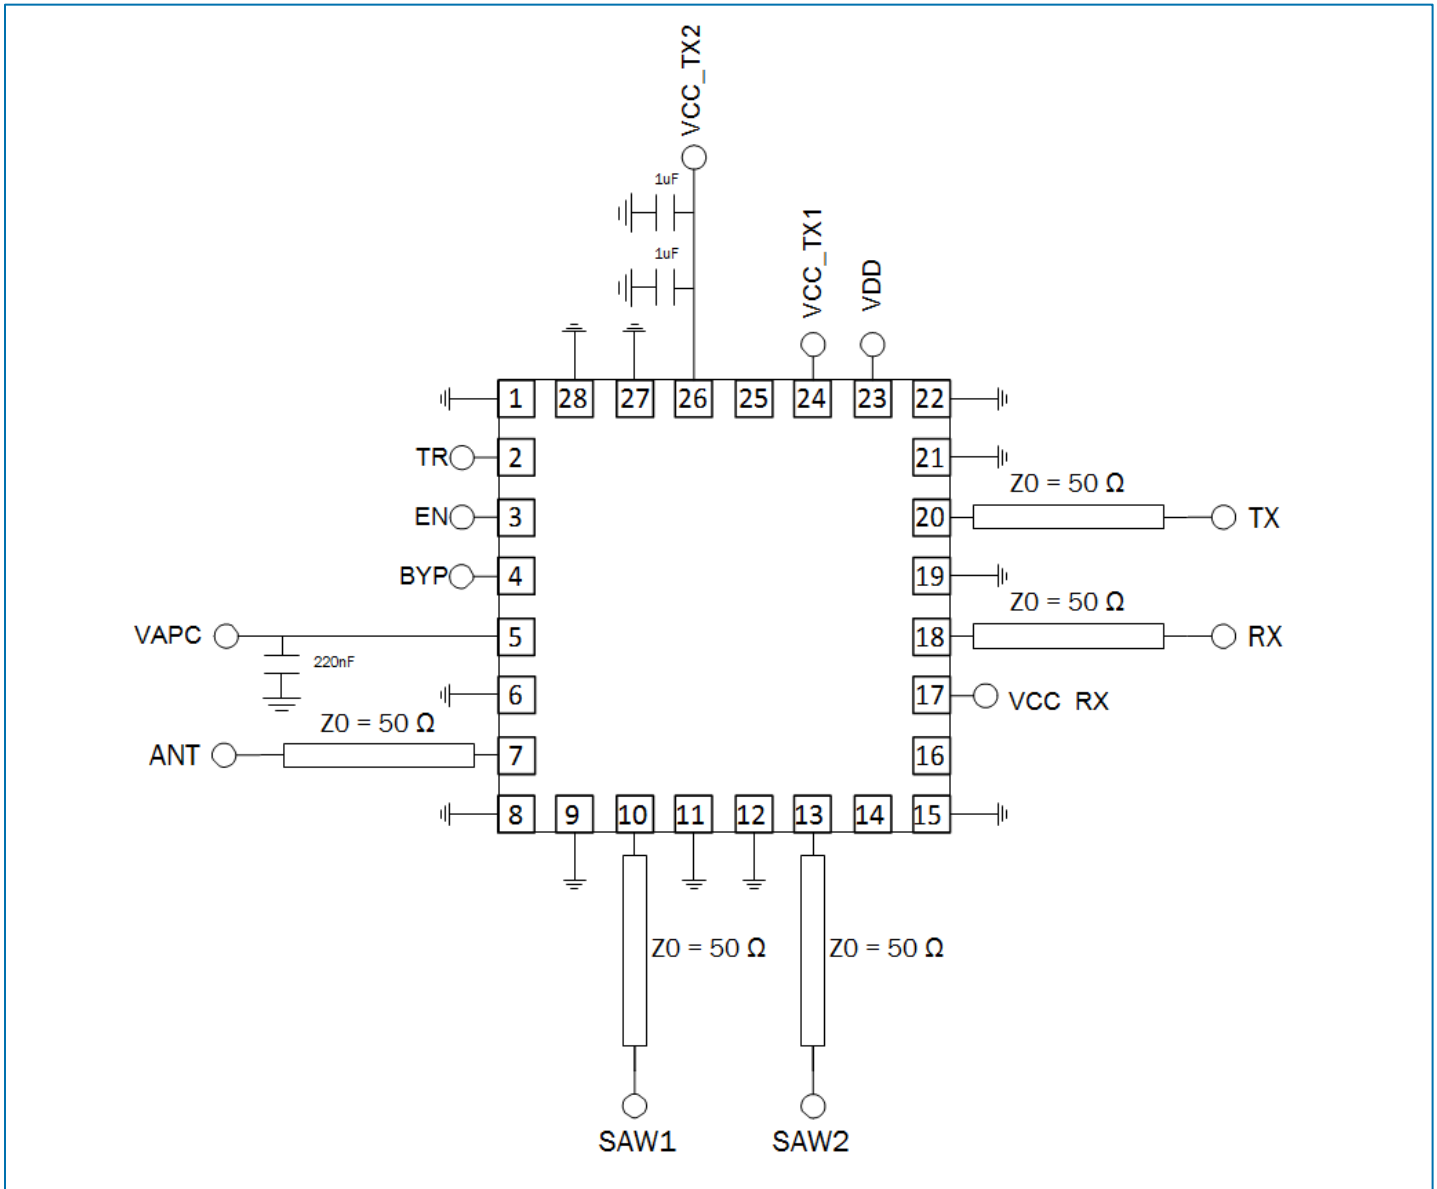 VCC_TX2
1uF
1uF
VCC_TX1
VDD
1 28 27 26 25 24 23 22
TR 2 21
Z0 = 50 Ω
EN 3 20 TX
BYP 4 19
Z0 = 50 Ω
VAPC 5 18 RX
220nF
6 17 VCC RX
Z0 = 50 Ω
ANT 7 16
8 9 10 11 12 13 14 15
Z0 = 50 Ω Z0 = 50 Ω
SAW1 SAW2